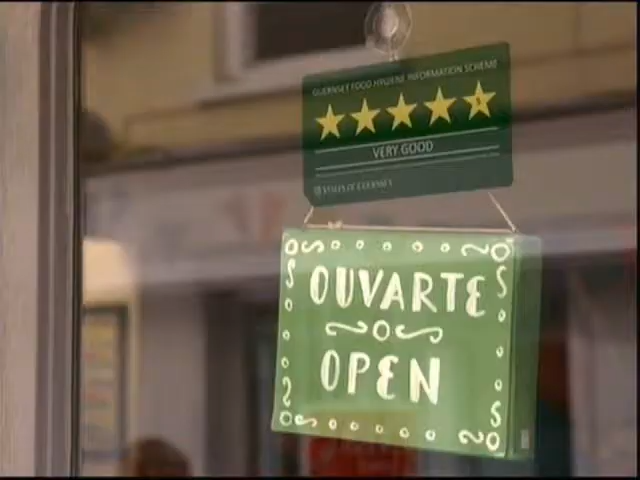 GUERNSEY FOOD HYGIENE INFORMATION SCHEME
5
VERY GOOD
STATES OF GUERNSEY
OUVARTE
OPEN